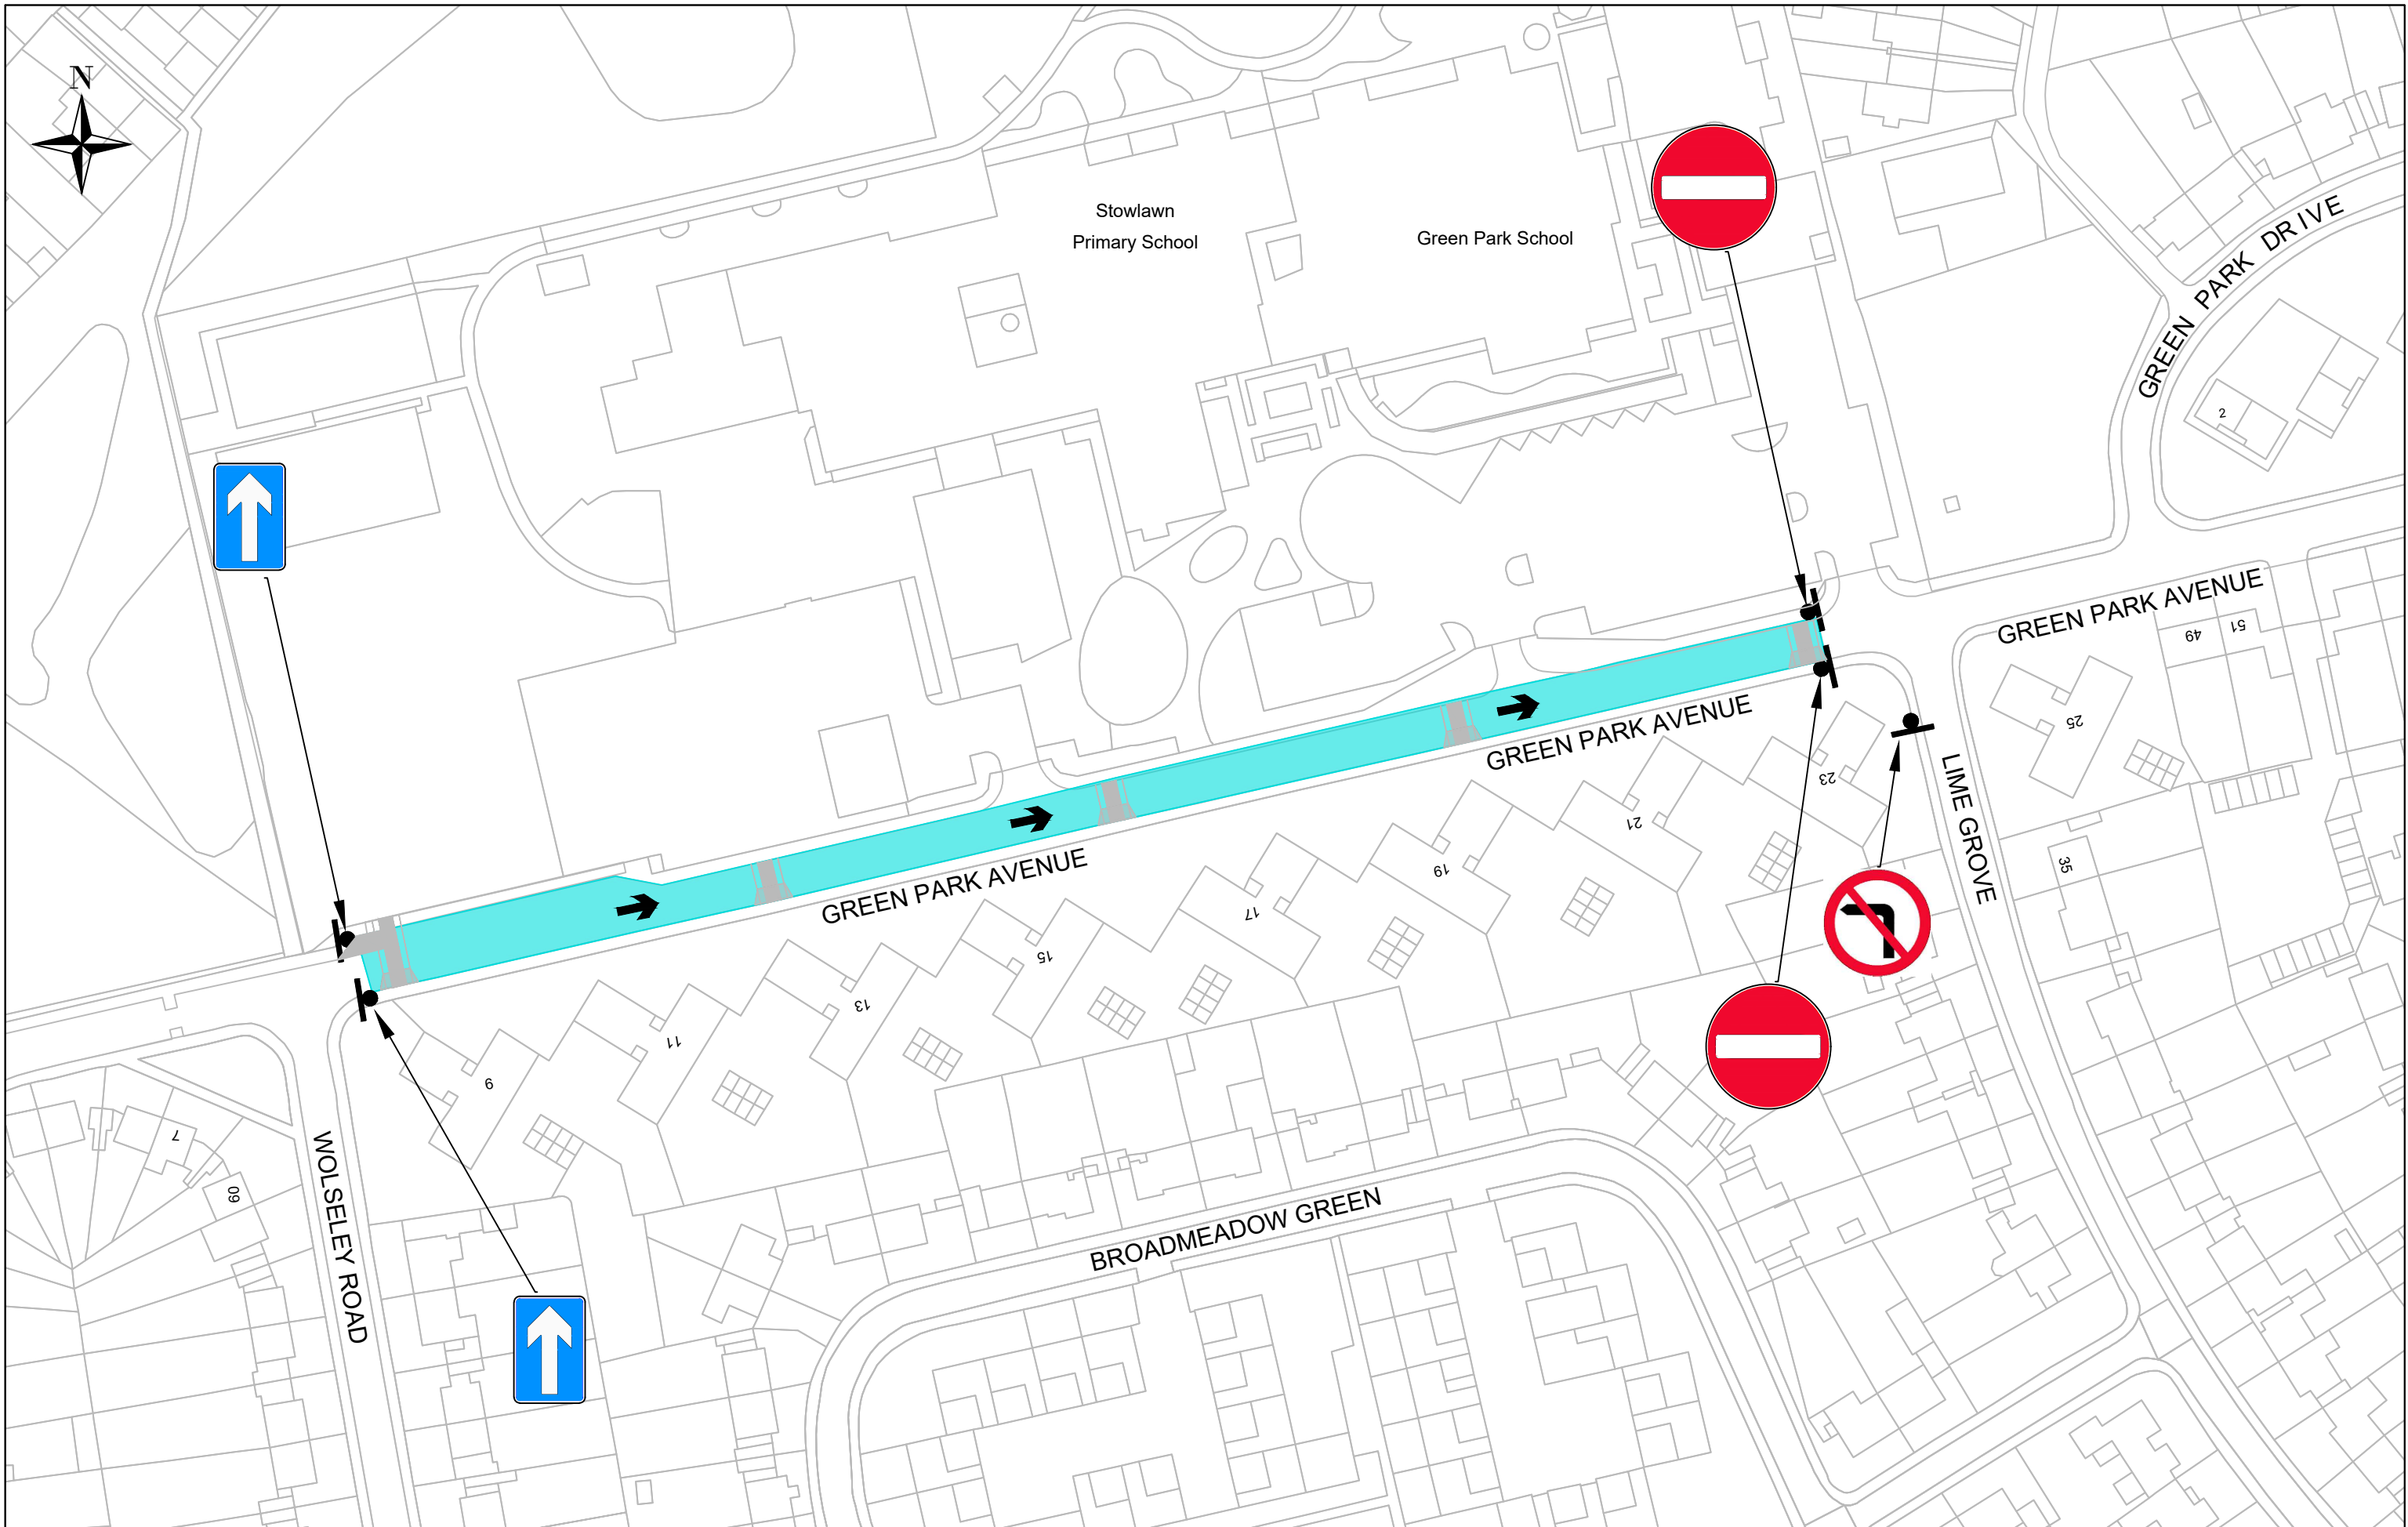 N
Stowlawn
Primary School
Green Park School
GREEN PARK DRIVE
2
GREEN PARK AVENUE
49
51
25
GREEN PARK AVENUE
23
LIME GROVE
21
35
GREEN PARK AVENUE
19
17
15
13
11
9
7
60
WOLSELEY ROAD
BROADMEADOW GREEN